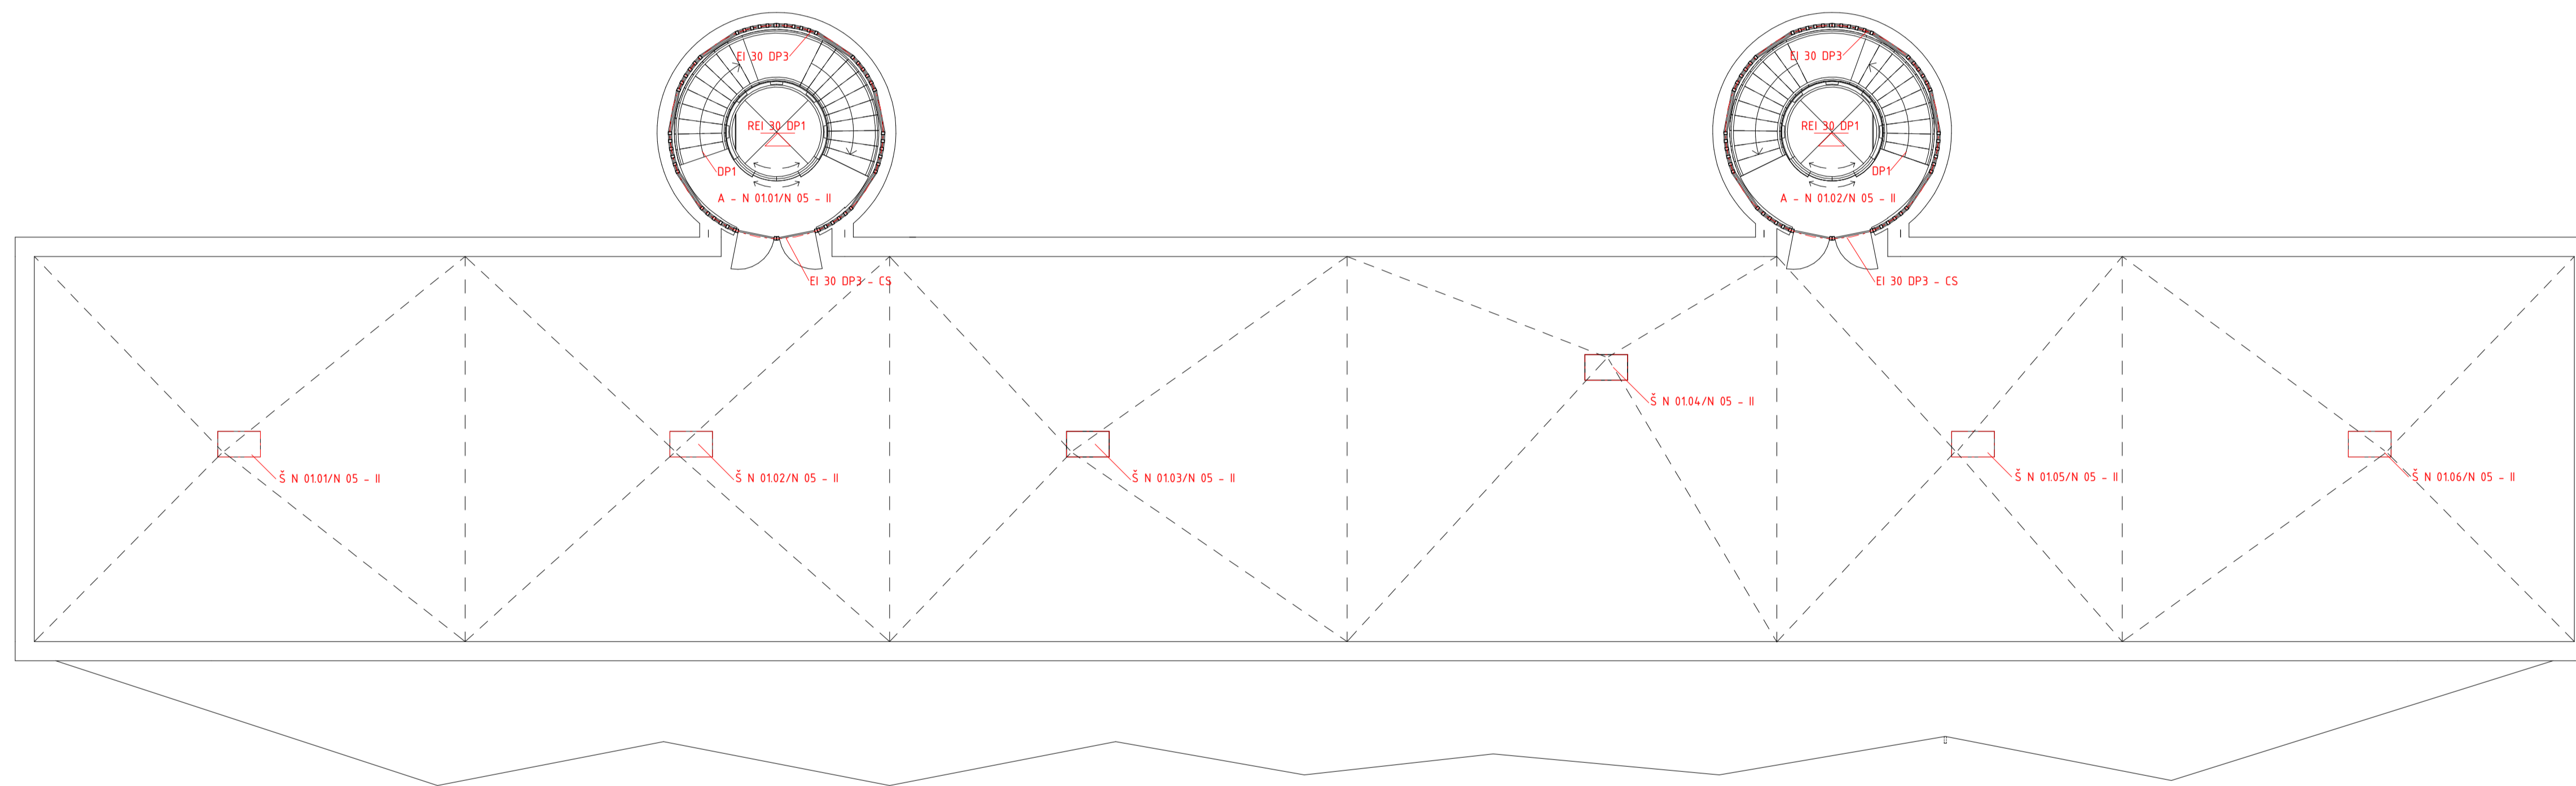 EI 30 DP3
REI 30 DP1
DP1
A - N 01.01/N 05 - II
EI 30 DP3 - CS
EI 30 DP3
REI 30 DP1
DP1
A - N 01.02/N 05 - II
EI 30 DP3 - CS
Š N 01.01/N 05 - II
Š N 01.02/N 05 - II
Š N 01.03/N 05 - II
Š N 01.04/N 05 - II
Š N 01.05/N 05 - II
Š N 01.06/N 05 - II